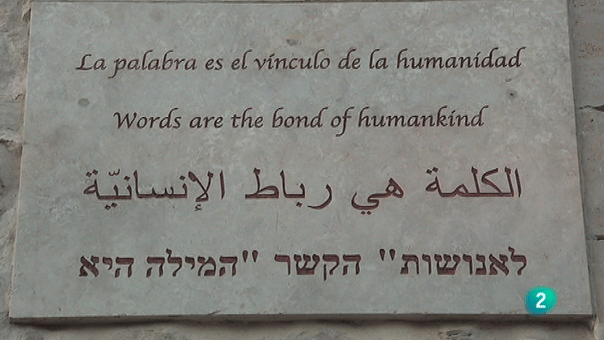 La palabra es el vínculo de la humanidad
Words are the bond of humankind
الكلمة هي رباط الإنسانيّة
לאנושות" הקשר "המילה היא
2